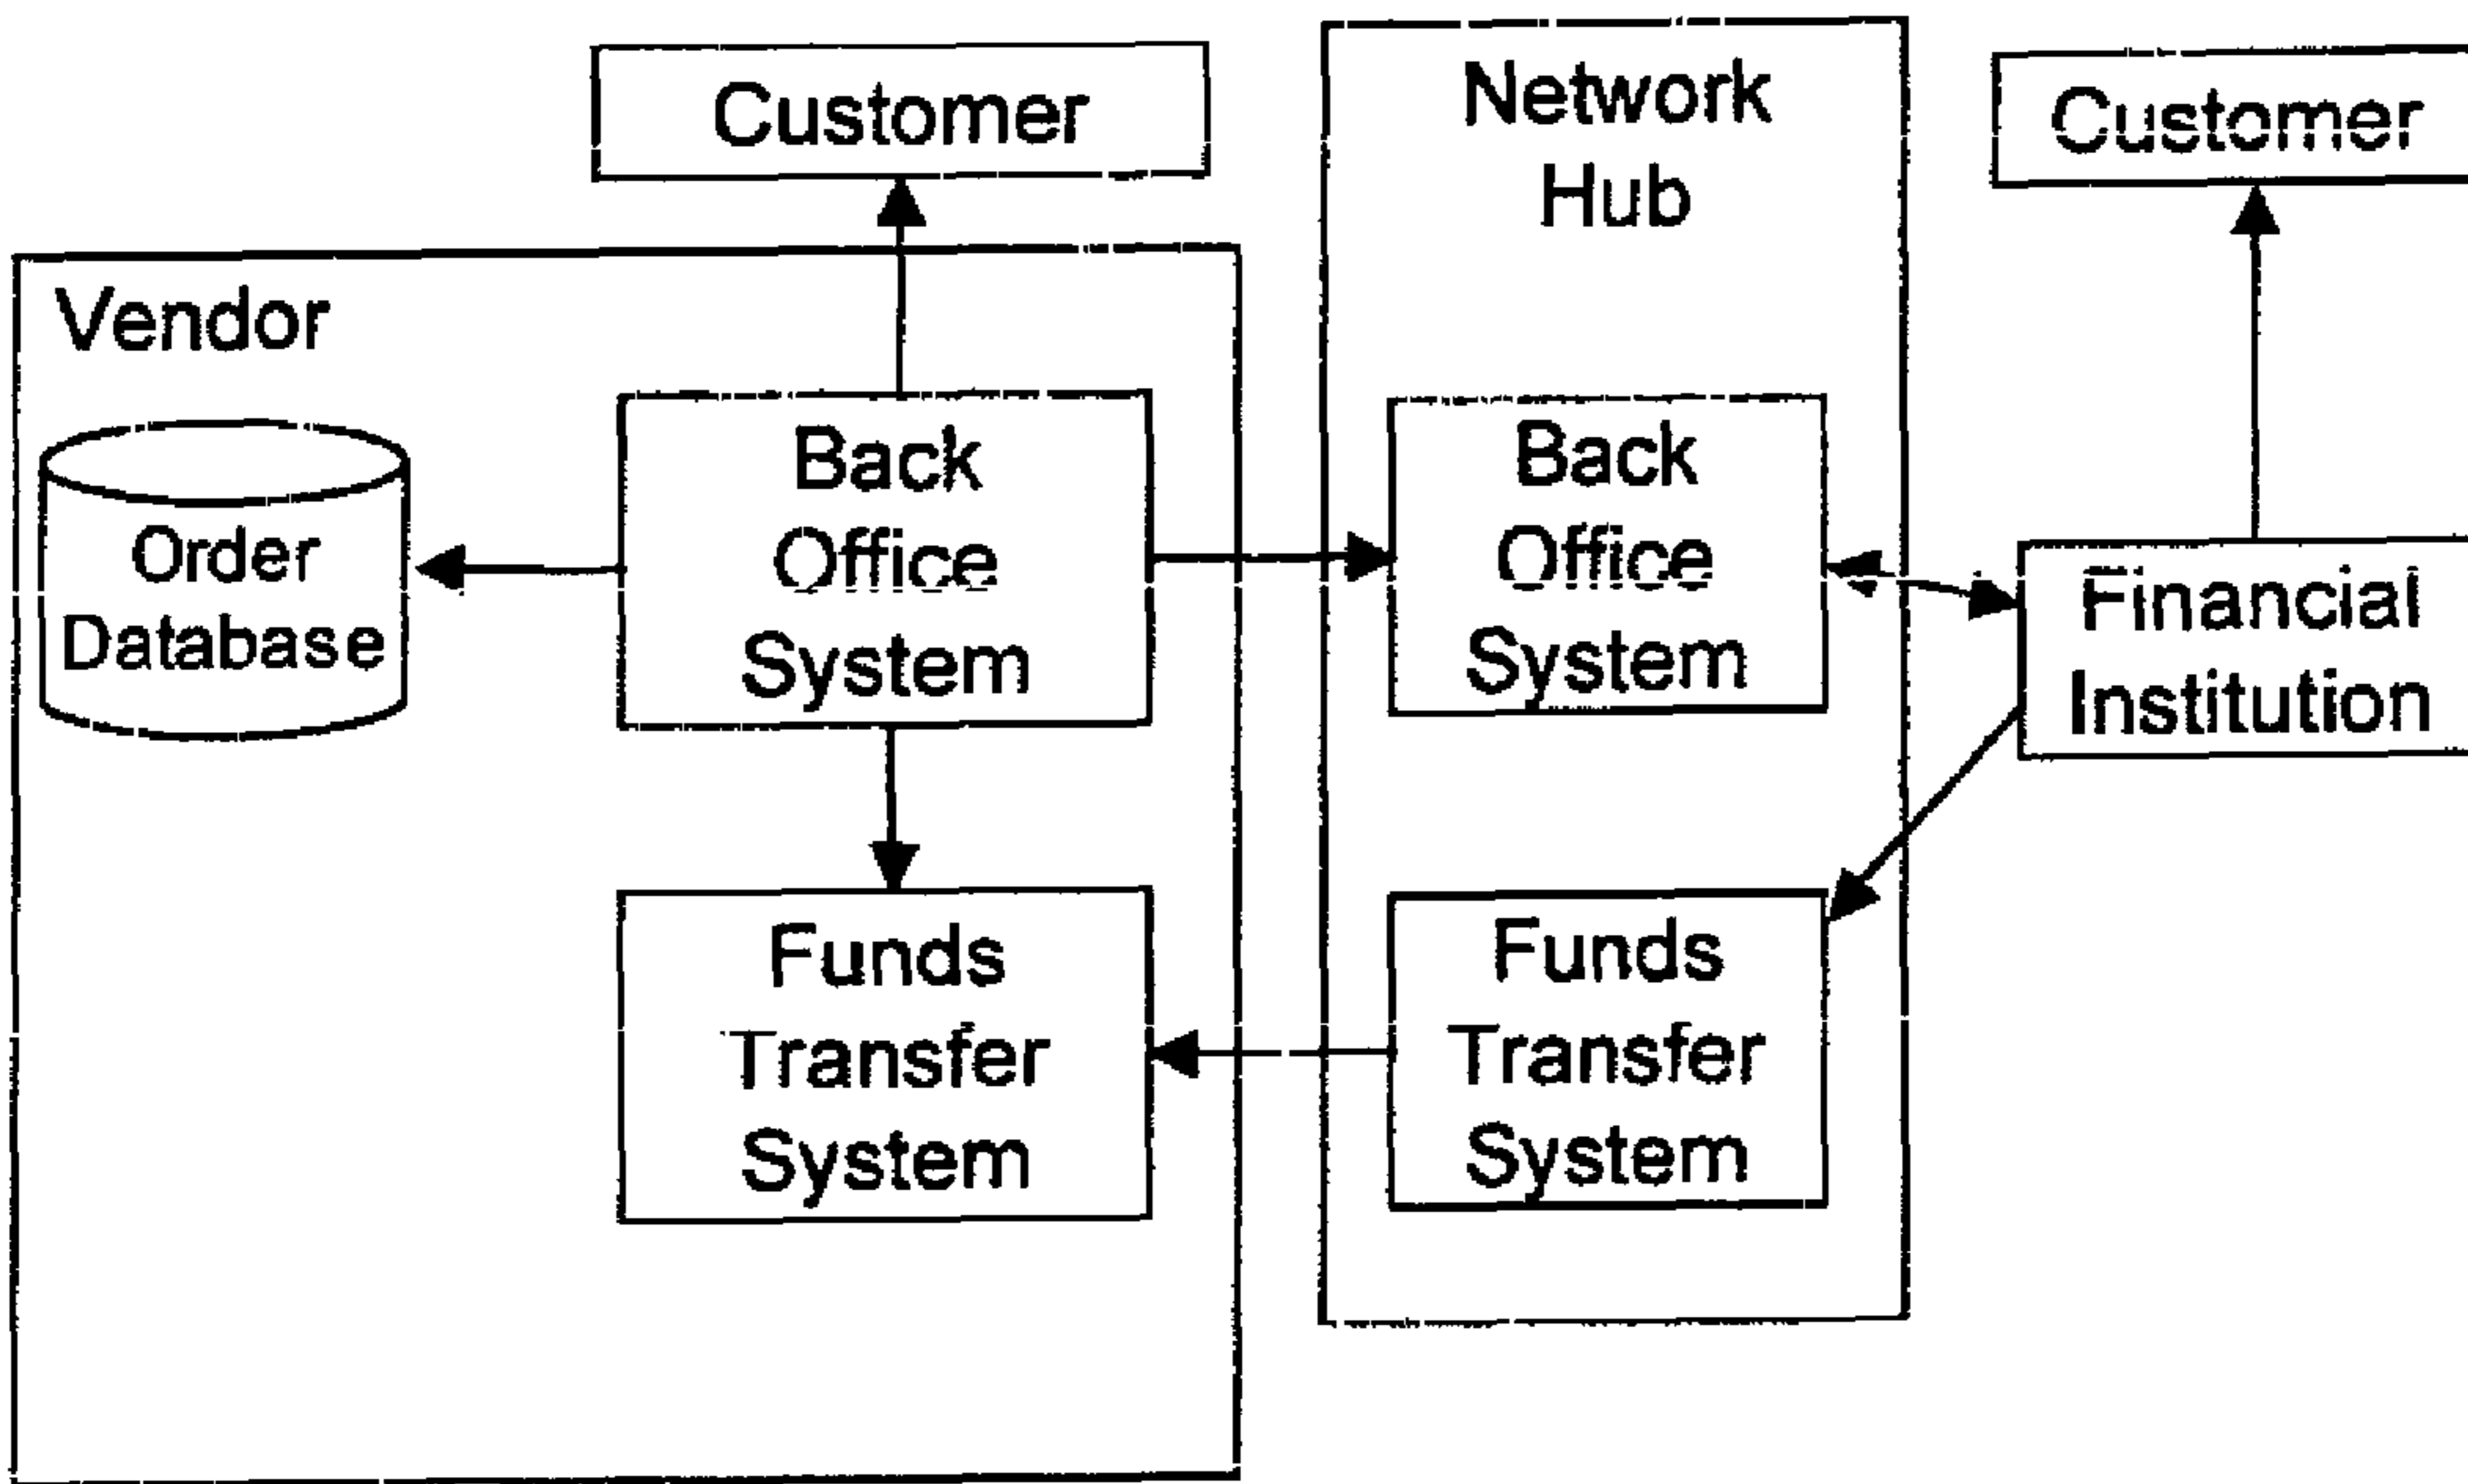 Customer
Network
Hub
Customer
Vendor
Order
Database
Back
Office
System
Back
Office
System
Financial
Institution
Funds
Transfer
System
Funds
Transfer
System